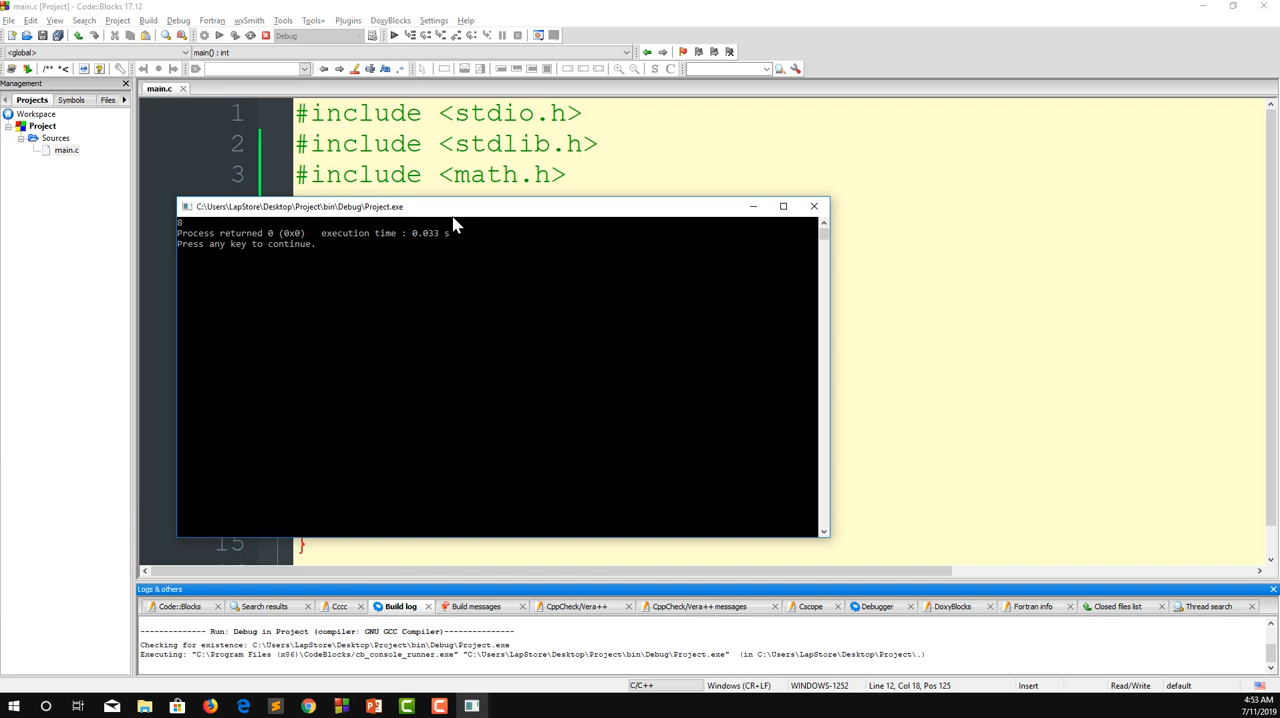 main.c [Project] - Code::Blocks 17.12
File Edit View Search Project Build Debug Fortran wxSmith Tools Tools+ Plugins DoxyBlocks Settings Help
Debug
<global> main() : int
/** *< S C
Management
Projects Symbols Files
main.c
Workspace
Project
Sources
main.c
1 #include <stdio.h>
2 #include <stdlib.h>
3 #include <math.h>
C:\Users\LapStore\Desktop\Project\bin\Debug\Project.exe
8
Process returned 0 (0x0) execution time : 0.033 s
Press any key to continue.
15 }
Logs & others
Code::Blocks Search results Cccc Build log Build messages CppCheck/Vera++ CppCheck/Vera++ messages Cscope Debugger DoxyBlocks Fortran info Closed files list Thread search
-------------- Run: Debug in Project (compiler: GNU GCC Compiler)---------------
Checking for existence: C:\Users\LapStore\Desktop\Project\bin\Debug\Project.exe
Executing: "C:\Program Files (x86)\CodeBlocks/cb_console_runner.exe" "C:\Users\LapStore\Desktop\Project\bin\Debug\Project.exe" (in C:\Users\LapStore\Desktop\Project\.)
C/C++ Windows (CR+LF) WINDOWS-1252 Line 12, Col 18, Pos 125 Insert Read/Write default
4:53 AM
7/11/2019